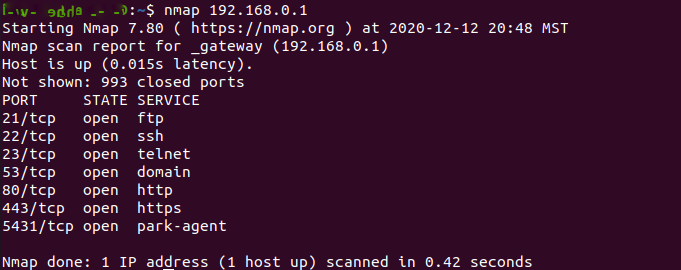 :~$ nmap 192.168.0.1
Starting Nmap 7.80 ( https://nmap.org ) at 2020-12-12 20:48 MST
Nmap scan report for _gateway (192.168.0.1)
Host is up (0.015s latency).
Not shown: 993 closed ports
PORT     STATE SERVICE
21/tcp   open  ftp
22/tcp   open  ssh
23/tcp   open  telnet
53/tcp   open  domain
80/tcp   open  http
443/tcp  open  https
5431/tcp open  park-agent
Nmap done: 1 IP address (1 host up) scanned in 0.42 seconds